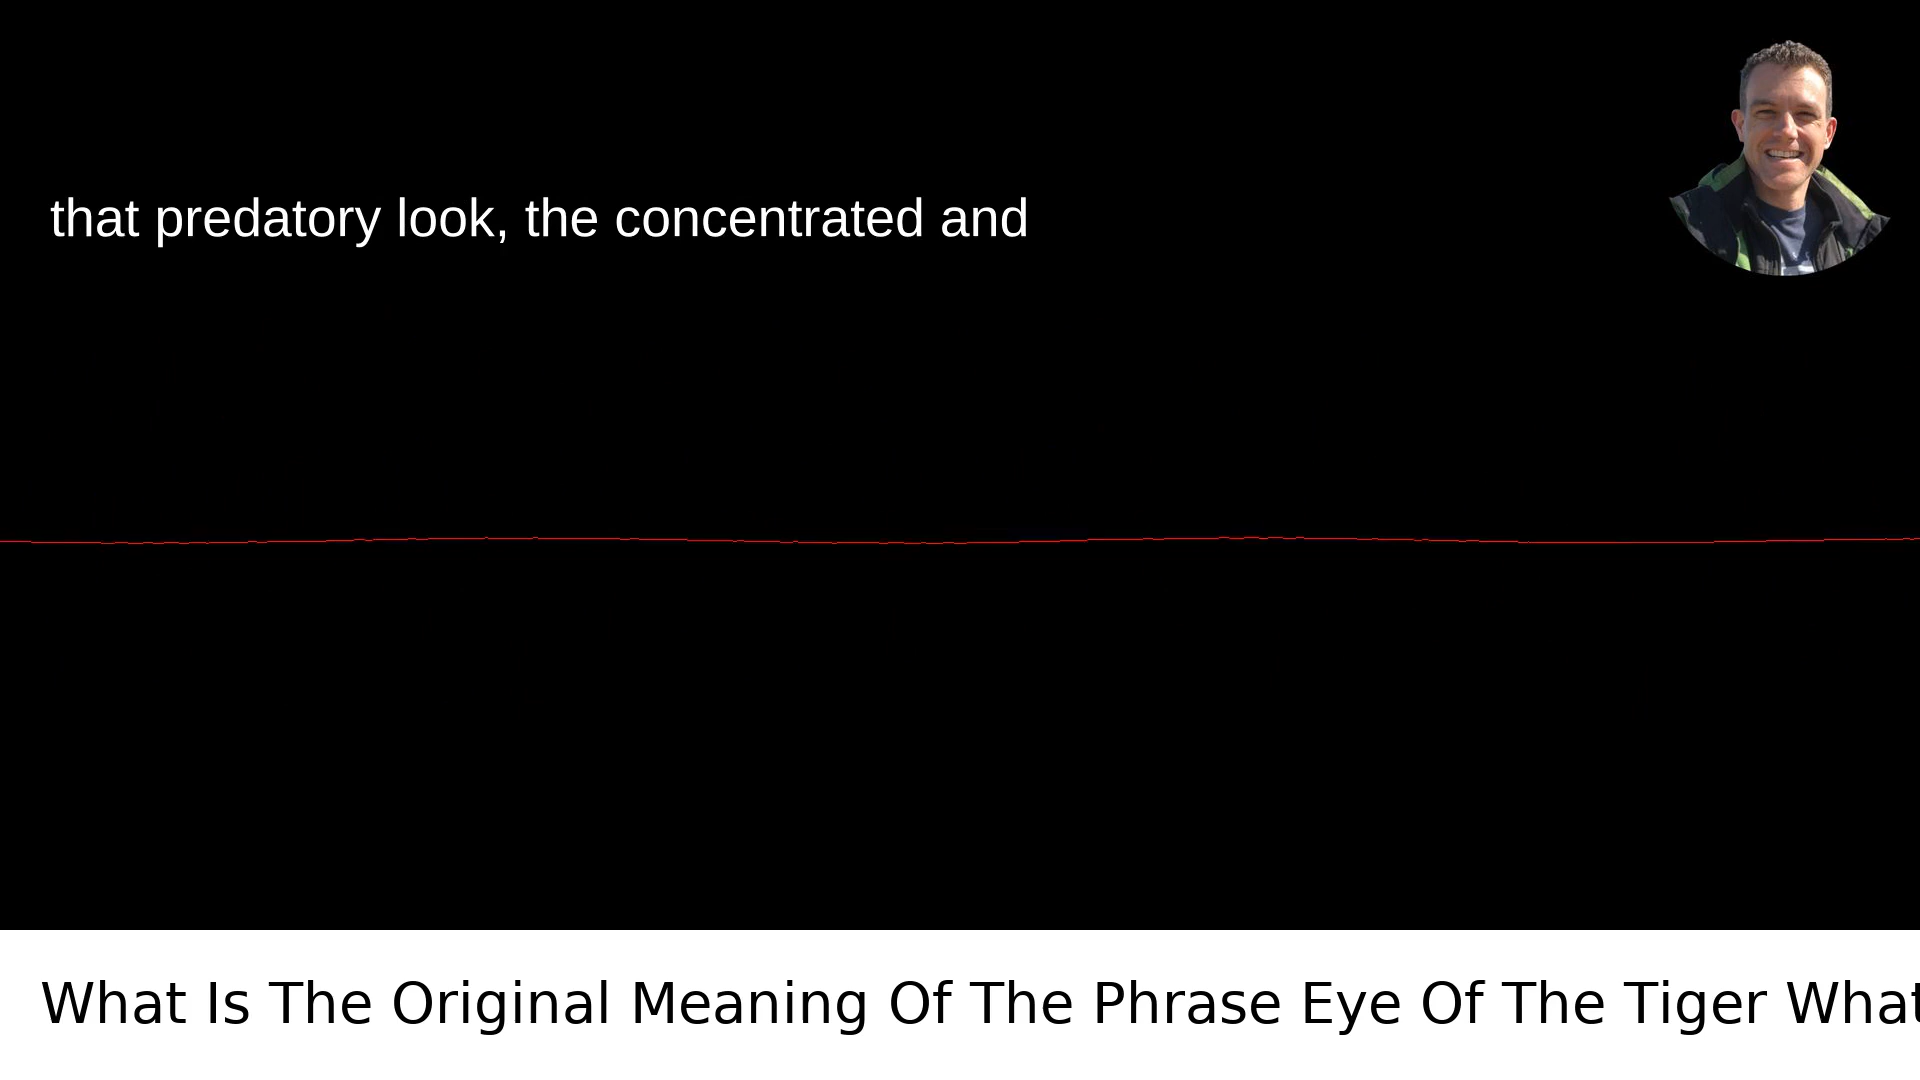 that predatory look, the concentrated and
What Is The Original Meaning Of The Phrase Eye Of The Tiger What